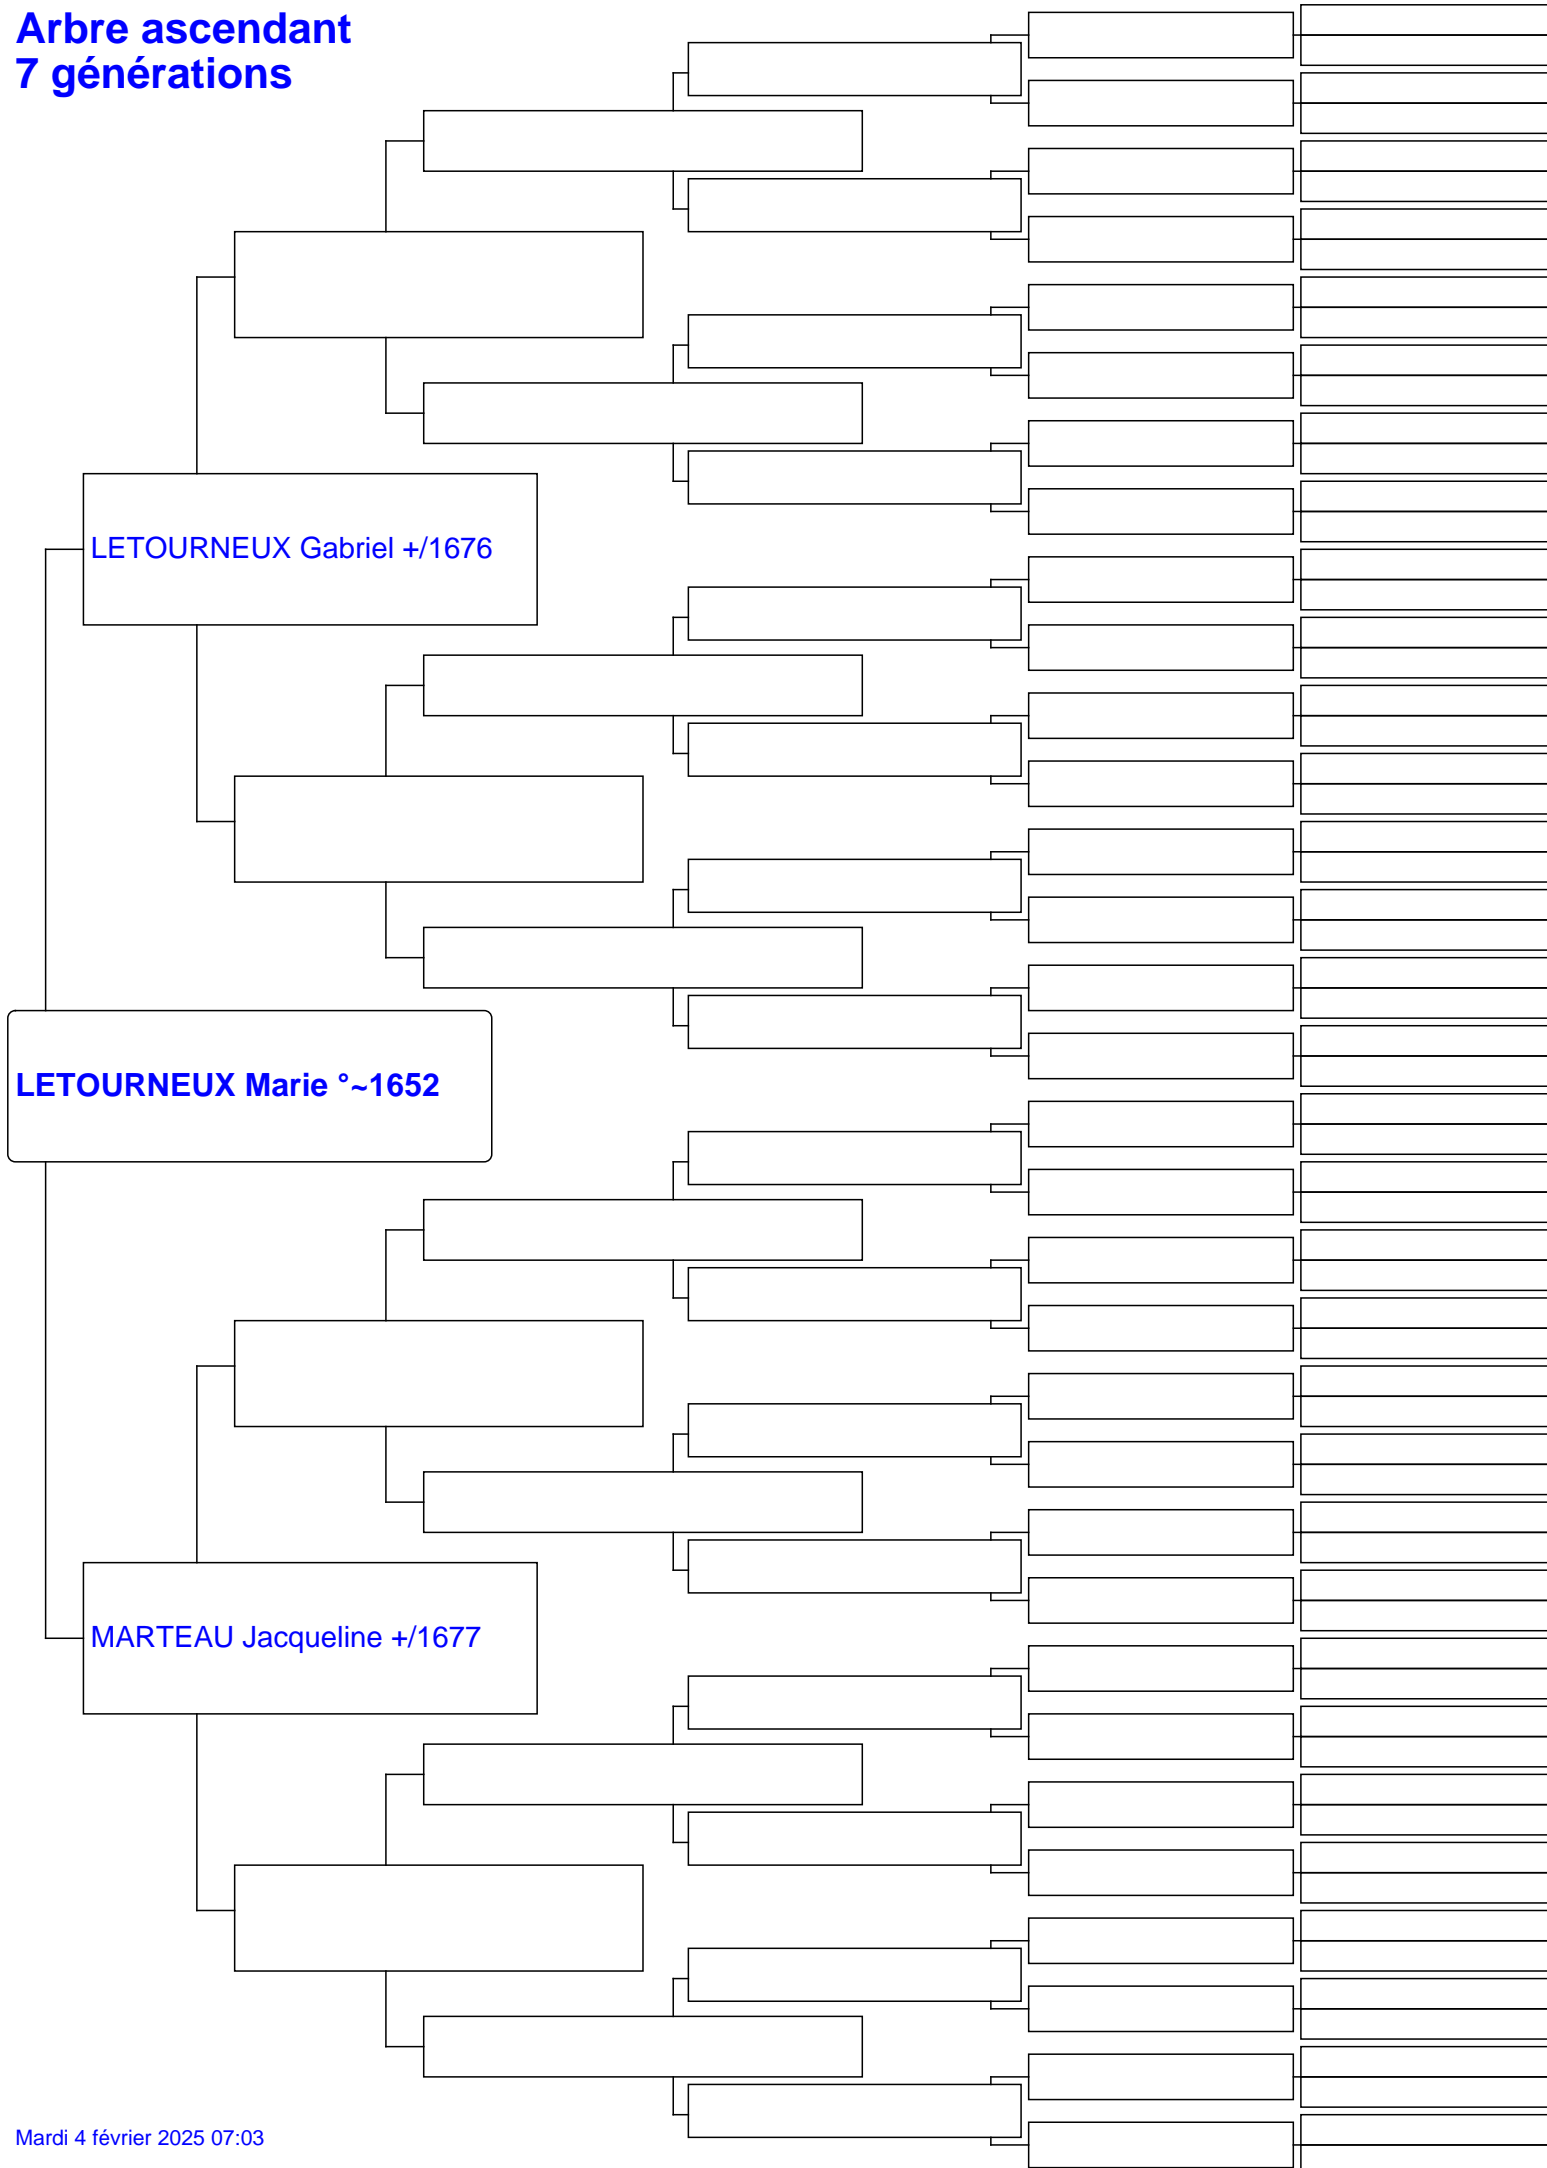 Arbre ascendant
7 générations
LETOURNEUX Gabriel +/1676
LETOURNEUX Marie °~1652
MARTEAU Jacqueline +/1677
Mardi 4 février 2025 07:03